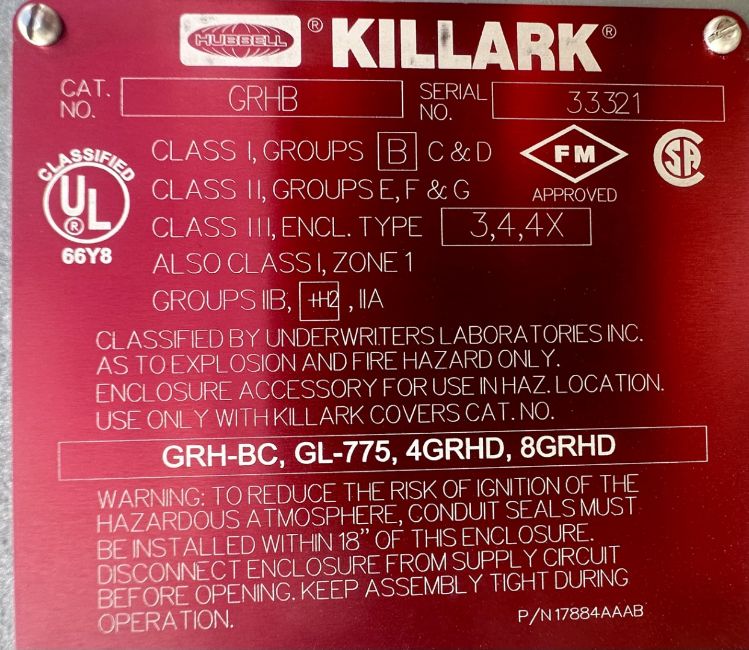 HUBBELL ® KILLARK®
CAT. NO. GRHB SERIAL NO. 33321
CLASS I, GROUPS B C & D
FM
SA
CLASSIFIED
UL
®
66Y8
CLASS II, GROUPS E, F & G
APPROVED
CLASS III, ENCL. TYPE 3,4,4X
ALSO CLASS I, ZONE 1
GROUPS IIB, +H2 , IIA
CLASSIFIED BY UNDERWRITERS LABORATORIES INC.
AS TO EXPLOSION AND FIRE HAZARD ONLY.
ENCLOSURE ACCESSORY FOR USE IN HAZ. LOCATION.
USE ONLY WITH KILLARK COVERS CAT. NO.
GRH-BC, GL-775, 4GRHD, 8GRHD
WARNING: TO REDUCE THE RISK OF IGNITION OF THE
HAZARDOUS ATMOSPHERE, CONDUIT SEALS MUST
BE INSTALLED WITHIN 18" OF THIS ENCLOSURE.
DISCONNECT ENCLOSURE FROM SUPPLY CIRCUIT
BEFORE OPENING. KEEP ASSEMBLY TIGHT DURING
OPERATION.
P/N 17884AAAB